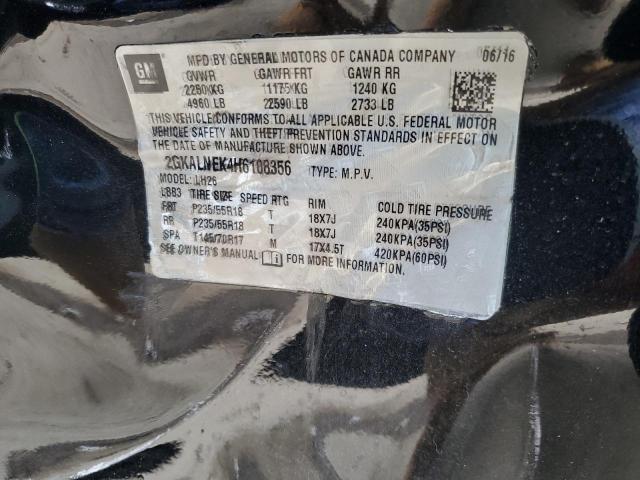 GM
MFD BY GENERAL MOTORS OF CANADA COMPANY 06/16
GVWR GAWR FRT GAWR RR
2250 KG 1175 KG 1240 KG
4960 LB 2590 LB 2733 LB
THIS VEHICLE CONFORMS TO ALL APPLICABLE U.S. FEDERAL MOTOR
VEHICLE SAFETY AND THEFT PREVENTION STANDARDS IN EFFECT ON
THE DATE OF MANUFACTURE SHOWN ABOVE.
2GKALNEK4H6108356 TYPE: M.P.V.
MODEL: LH26
LB83 TIRE SIZE SPEED RTG RIM COLD TIRE PRESSURE
FRT P235/55R18 T 18X7J 240KPA(35PSI)
RR P235/55R18 T 18X7J 240KPA(35PSI)
SPA T145/70R17 M 17X4.5T 420KPA(60PSI)
SEE OWNER'S MANUAL FOR MORE INFORMATION.